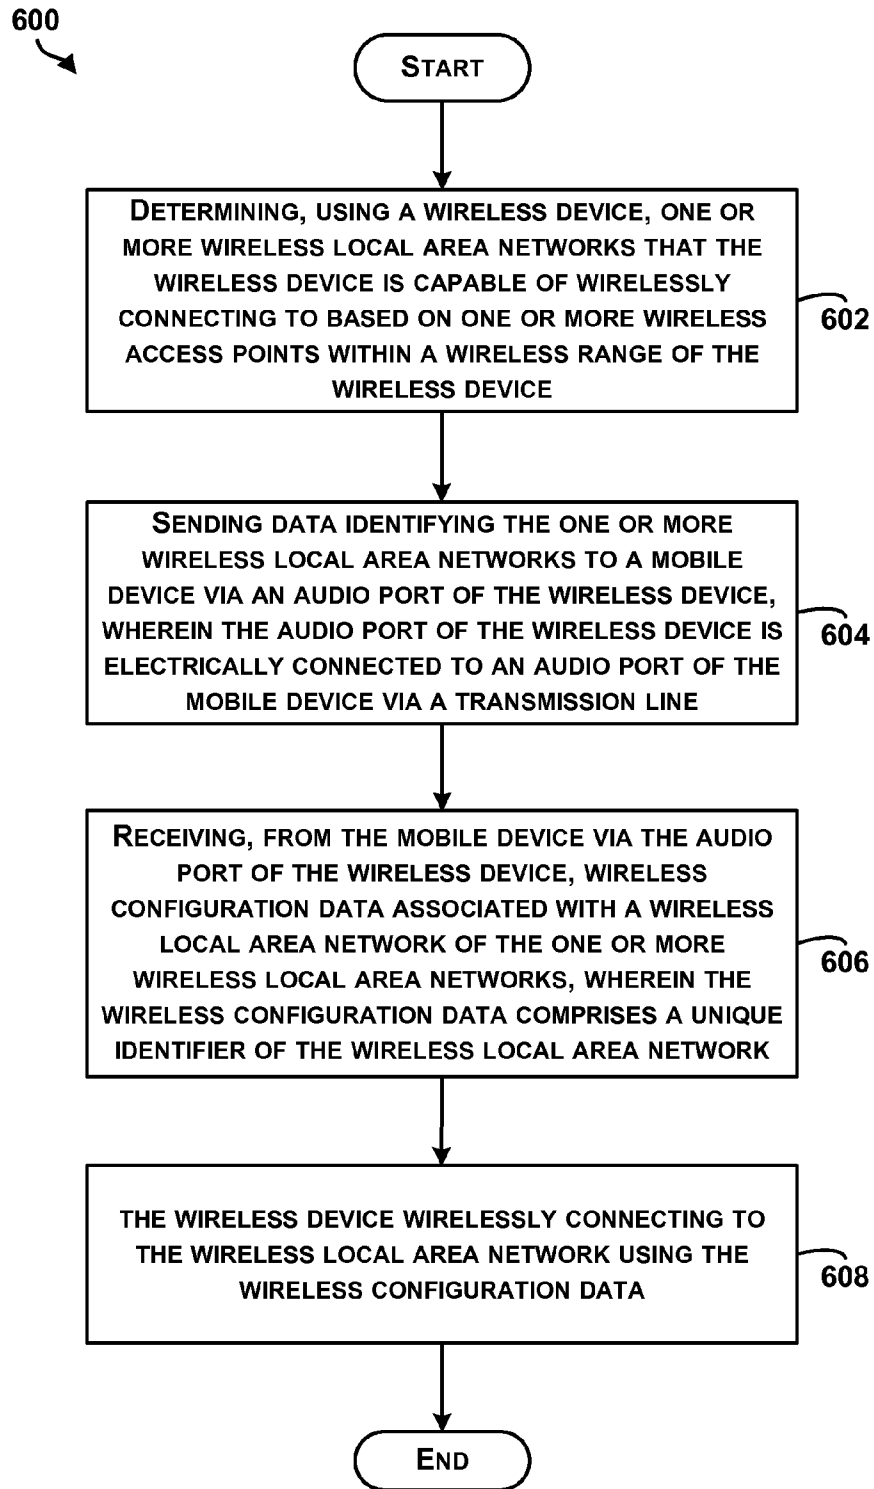 600
START
DETERMINING, USING A WIRELESS DEVICE, ONE OR
MORE WIRELESS LOCAL AREA NETWORKS THAT THE
WIRELESS DEVICE IS CAPABLE OF WIRELESSLY
CONNECTING TO BASED ON ONE OR MORE WIRELESS
ACCESS POINTS WITHIN A WIRELESS RANGE OF THE
WIRELESS DEVICE
602
SENDING DATA IDENTIFYING THE ONE OR MORE
WIRELESS LOCAL AREA NETWORKS TO A MOBILE
DEVICE VIA AN AUDIO PORT OF THE WIRELESS DEVICE,
WHEREIN THE AUDIO PORT OF THE WIRELESS DEVICE IS
ELECTRICALLY CONNECTED TO AN AUDIO PORT OF THE
MOBILE DEVICE VIA A TRANSMISSION LINE
604
RECEIVING, FROM THE MOBILE DEVICE VIA THE AUDIO
PORT OF THE WIRELESS DEVICE, WIRELESS
CONFIGURATION DATA ASSOCIATED WITH A WIRELESS
LOCAL AREA NETWORK OF THE ONE OR MORE
WIRELESS LOCAL AREA NETWORKS, WHEREIN THE
WIRELESS CONFIGURATION DATA COMPRISES A UNIQUE
IDENTIFIER OF THE WIRELESS LOCAL AREA NETWORK
606
THE WIRELESS DEVICE WIRELESSLY CONNECTING TO
THE WIRELESS LOCAL AREA NETWORK USING THE
WIRELESS CONFIGURATION DATA
608
END